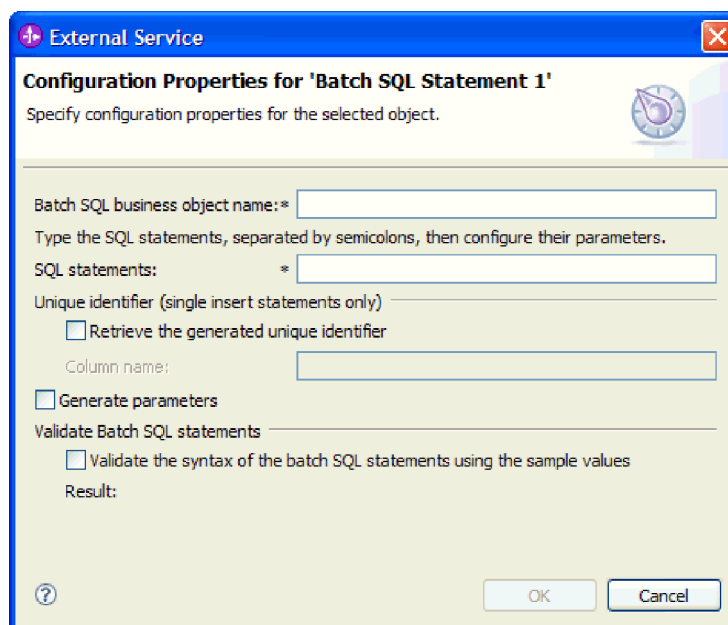 External Service
Configuration Properties for 'Batch SQL Statement 1'
Specify configuration properties for the selected object.
Batch SQL business object name:*
Type the SQL statements, separated by semicolons, then configure their parameters.
SQL statements: *
Unique identifier (single insert statements only)
Retrieve the generated unique identifier
Column name:
Generate parameters
Validate Batch SQL statements
Validate the syntax of the batch SQL statements using the sample values
Result:
? OK Cancel